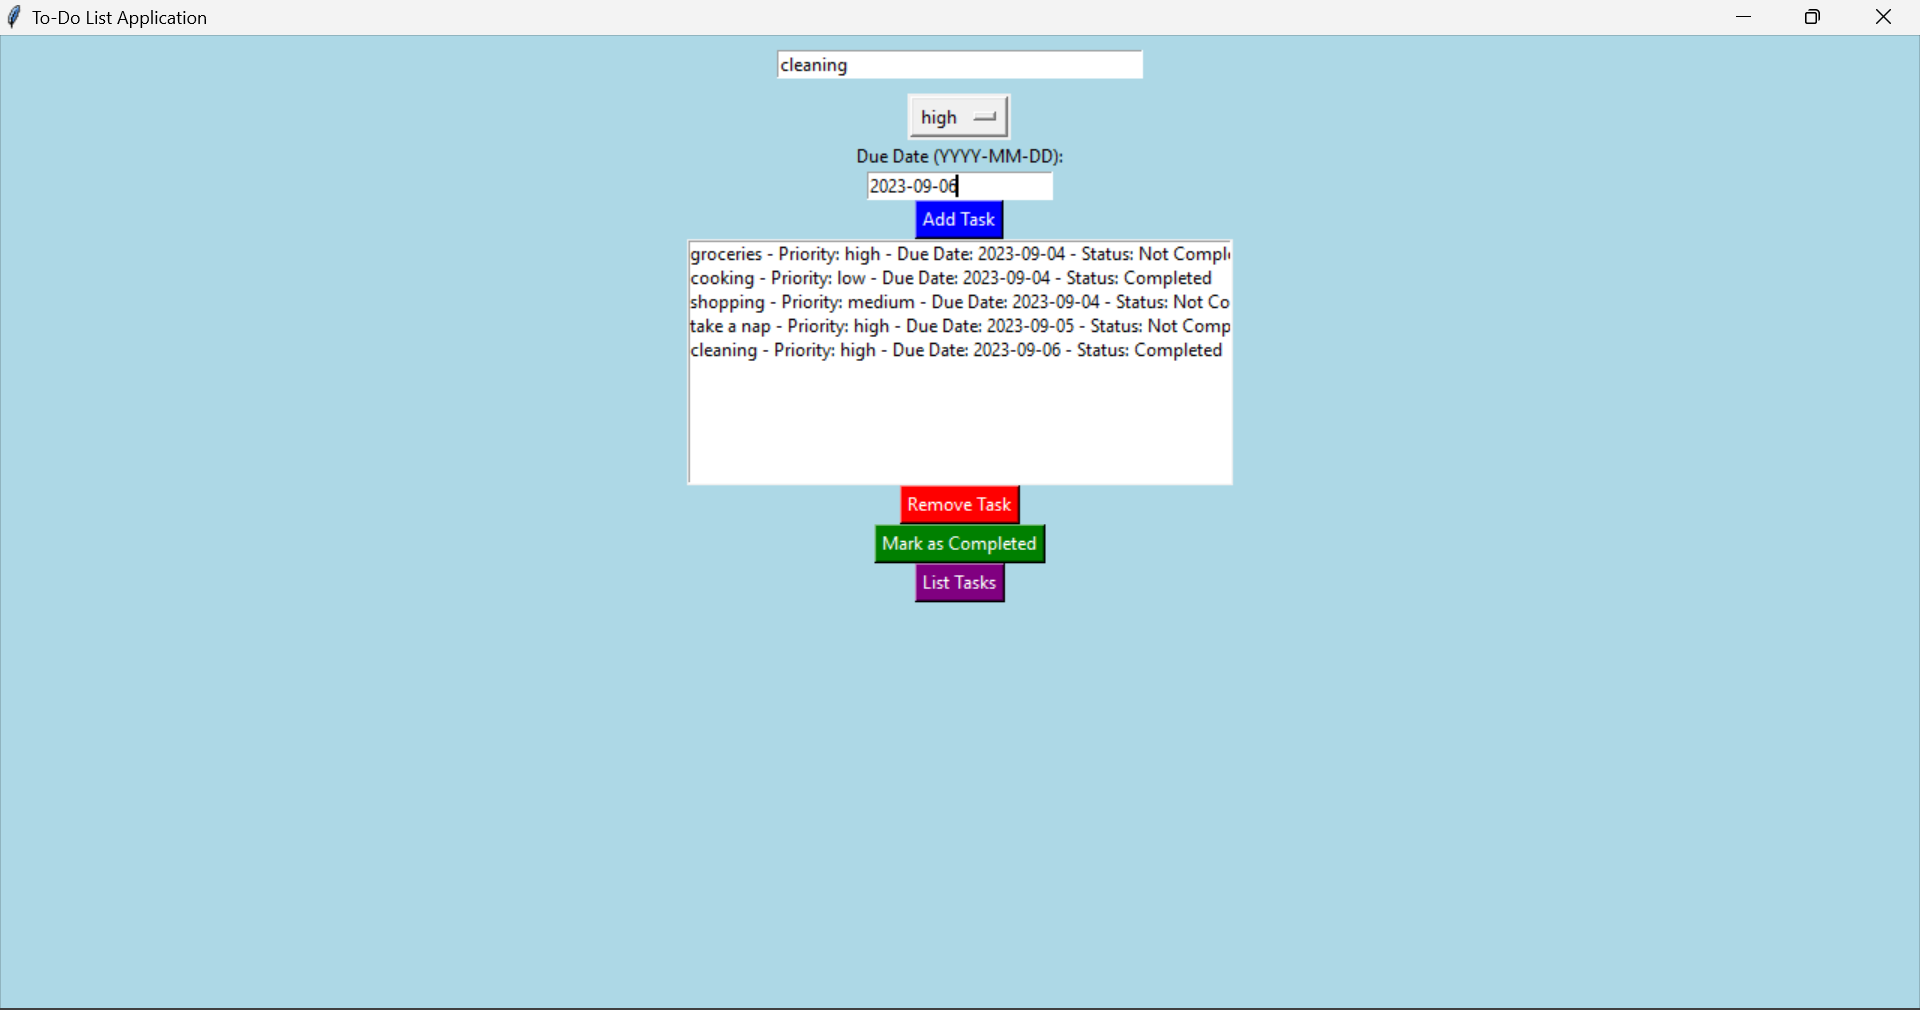 To-Do List Application
cleaning
high
Due Date (YYYY-MM-DD):
2023-09-06
Add Task
groceries - Priority: high - Due Date: 2023-09-04 - Status: Not Comple
cooking - Priority: low - Due Date: 2023-09-04 - Status: Completed
shopping - Priority: medium - Due Date: 2023-09-04 - Status: Not Co
take a nap - Priority: high - Due Date: 2023-09-05 - Status: Not Comp
cleaning - Priority: high - Due Date: 2023-09-06 - Status: Completed
Remove Task
Mark as Completed
List Tasks